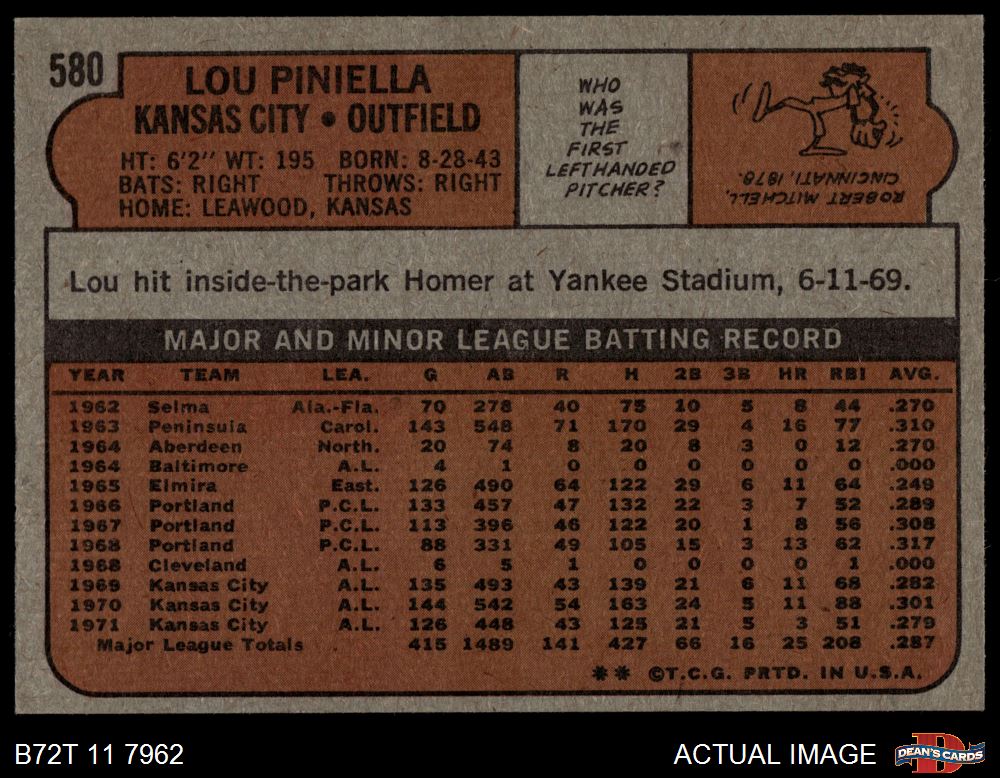 580
LOU PINIELLA
KANSAS CITY • OUTFIELD
HT: 6'2" WT: 195 BORN: 8-28-43
BATS: RIGHT THROWS: RIGHT
HOME: LEAWOOD, KANSAS
WHO
WAS
THE
FIRST
LEFTHANDED
PITCHER?
ROBERT MITCHELL,
CINCINNATI, 1878.
Lou hit inside-the-park Homer at Yankee Stadium, 6-11-69.
MAJOR AND MINOR LEAGUE BATTING RECORD
YEAR TEAM LEA. G AB R H 2B 3B HR RBI AVG.
1962 Selma Ala.-Fla. 70 278 40 75 10 5 8 44 .270
1963 Peninsula Carol. 143 548 71 170 29 4 16 77 .310
1964 Aberdeen North. 20 74 8 20 8 3 0 12 .270
1964 Baltimore A.L. 4 1 0 0 0 0 0 0 .000
1965 Elmira East. 126 490 64 122 29 6 11 64 .249
1966 Portland P.C.L. 133 457 47 132 22 3 7 52 .289
1967 Portland P.C.L. 113 396 46 122 20 1 8 56 .308
1968 Portland P.C.L. 88 331 49 105 15 3 13 62 .317
1968 Cleveland A.L. 6 5 1 0 0 0 0 1 .000
1969 Kansas City A.L. 135 493 43 139 21 6 11 68 .282
1970 Kansas City A.L. 144 542 54 163 24 5 11 88 .301
1971 Kansas City A.L. 126 448 43 125 21 5 3 51 .279
Major League Totals 415 1489 141 427 66 16 25 208 .287
** ©T.C.G. PRTD. IN U.S.A.
B72T 11 7962
ACTUAL IMAGE
DEAN'S CARDS